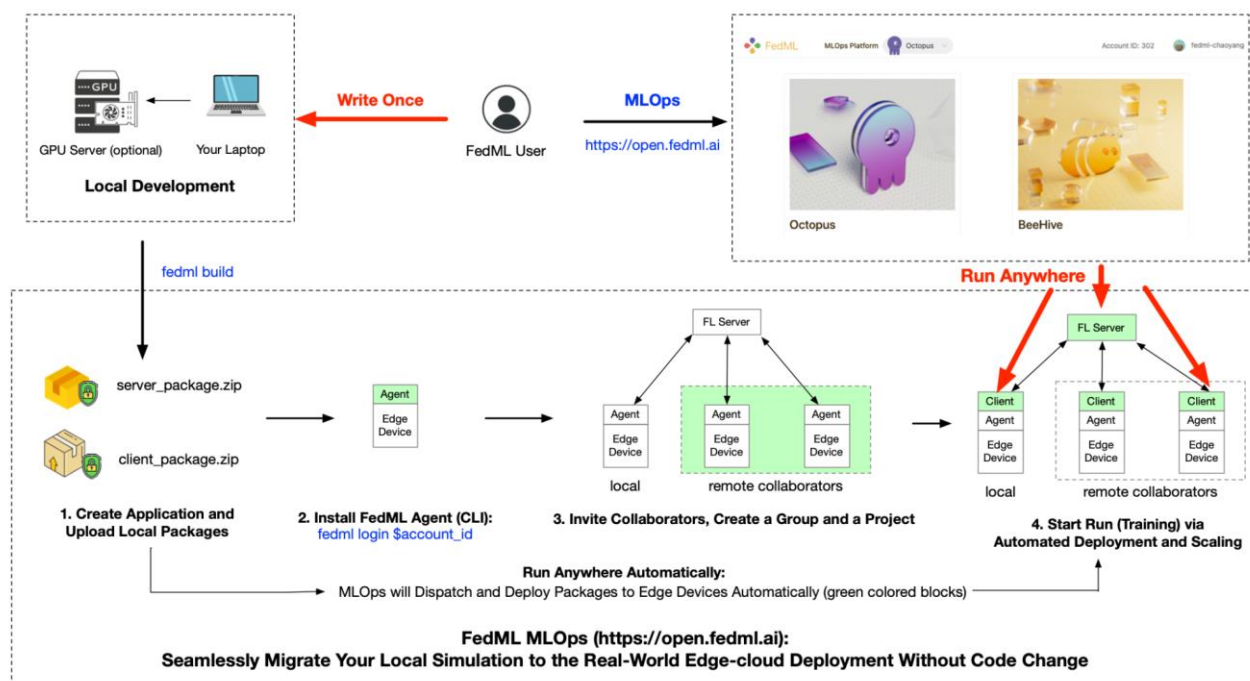 GPU
GPU Server (optional)
Your Laptop
Local Development
Write Once
FedML User
MLOps
https://open.fedml.ai
FedML
MLOps Platform
Octopus
Account ID: 302
fedml-chaoyang
Octopus
BeeHive
fedml build
Run Anywhere
server_package.zip
client_package.zip
1. Create Application and
Upload Local Packages
Agent
Edge
Device
2. Install FedML Agent (CLI):
fedml login $account_id
FL Server
Agent
Edge
Device
Agent
Edge
Device
Agent
Edge
Device
local
remote collaborators
3. Invite Collaborators, Create a Group and a Project
FL Server
Client
Agent
Edge
Device
Client
Agent
Edge
Device
Client
Agent
Edge
Device
local
remote collaborators
4. Start Run (Training) via
Automated Deployment and Scaling
Run Anywhere Automatically:
MLOps will Dispatch and Deploy Packages to Edge Devices Automatically (green colored blocks)
FedML MLOps (https://open.fedml.ai):
Seamlessly Migrate Your Local Simulation to the Real-World Edge-cloud Deployment Without Code Change